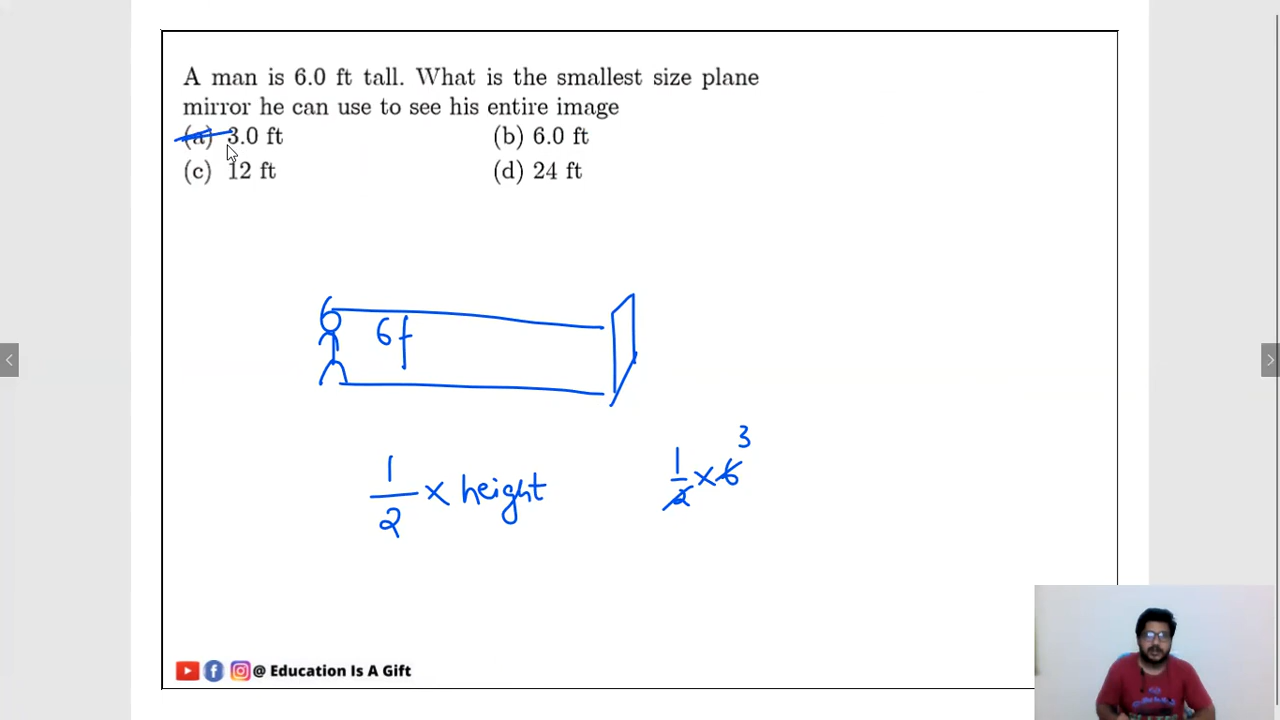 A man is 6.0 ft tall. What is the smallest size plane
mirror he can use to see his entire image
(a) 3.0 ft (b) 6.0 ft
(c) 12 ft (d) 24 ft
6f
1/2 × height 1/2 × 6 3
@ Education Is A Gift